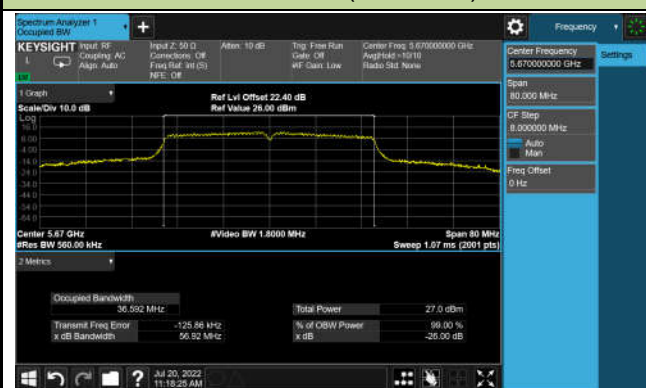 Spectrum Analyzer 1
Occupied BW
+
Frequency
KEYSIGHT
Input: RF
Coupling: AC
Align: Auto
Input Z: 50 Ω
Corrections: Off
Freq Ref: Int (S)
NFE: Off
Atten: 10 dB
Trig: Free Run
Gate: Off
#IF Gain: Low
Center Freq: 5.670000000 GHz
Avg|Hold:>10/10
Radio Std: None
1 Graph
Scale/Div 10.0 dB
Ref Lvl Offset 22.40 dB
Ref Value 26.00 dBm
Log
16.0
6.00
-4.00
-14.0
-24.0
-34.0
-44.0
-54.0
-64.0
Center 5.67 GHz
#Res BW 560.00 kHz
#Video BW 1.8000 MHz
Span 80 MHz
Sweep 1.07 ms (2001 pts)
2 Metrics
Occupied Bandwidth
36.592 MHz
Transmit Freq Error -125.86 kHz
x dB Bandwidth 56.92 MHz
Total Power 27.0 dBm
% of OBW Power 99.00 %
x dB -26.00 dB
Jul 20, 2022
11:18:25 AM
Center Frequency
5.670000000 GHz
Span
80.000 MHz
CF Step
8.000000 MHz
Auto
Man
Freq Offset
0 Hz
Settings